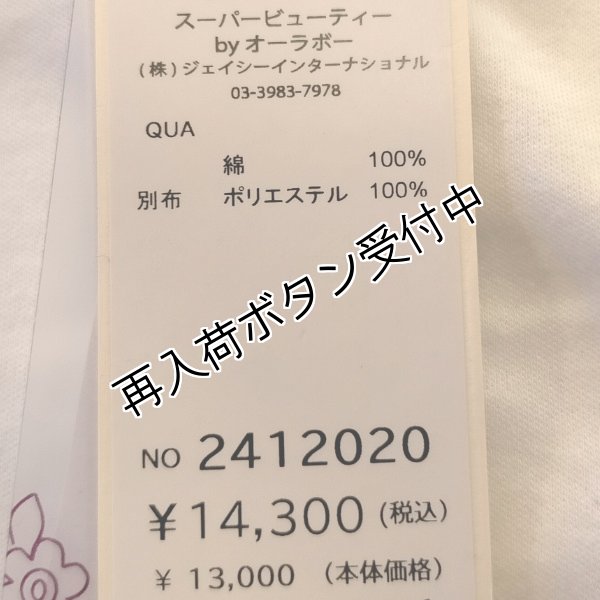 スーパービューティー
by オーラボー
(株)ジェイシーインターナショナル
03-3983-7978
QUA
綿 100%
別布 ポリエステル 100%
再入荷ボタン受付中
NO 2412020
¥14,300 (税込)
¥ 13,000 (本体価格)